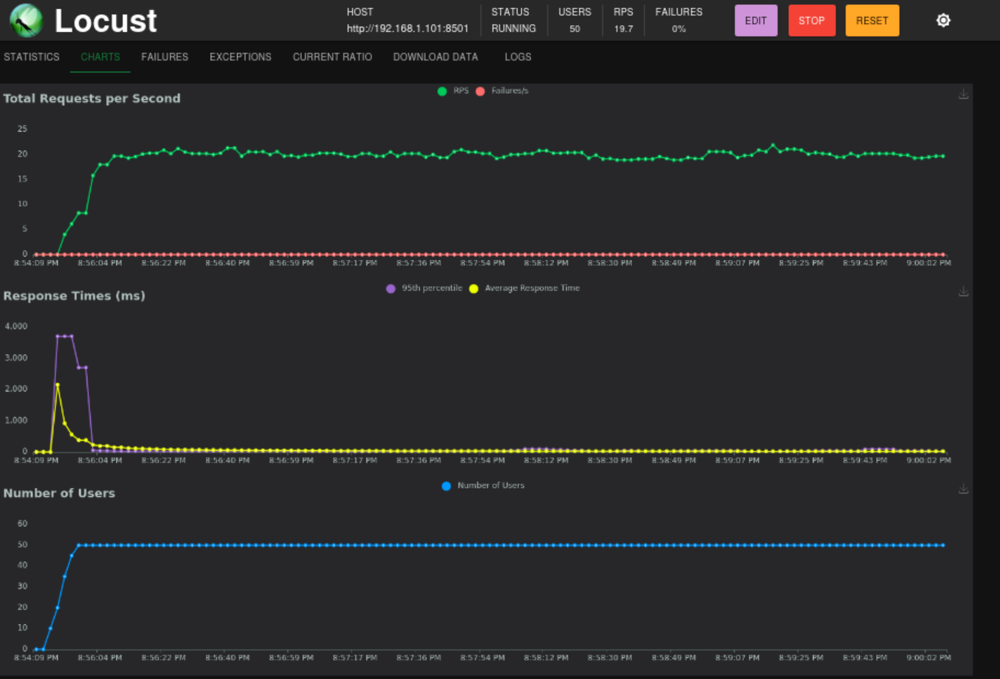 Locust
HOST
http://192.168.1.101:8501
STATUS
RUNNING
USERS
50
RPS
19.7
FAILURES
0%
EDIT
STOP
RESET
STATISTICS CHARTS FAILURES EXCEPTIONS CURRENT RATIO DOWNLOAD DATA LOGS
Total Requests per Second
RPS Failures/s
25
20
15
10
5
0
8:54:09 PM 8:56:04 PM 8:56:22 PM 8:56:40 PM 8:56:59 PM 8:57:17 PM 8:57:36 PM 8:57:54 PM 8:58:12 PM 8:58:30 PM 8:58:49 PM 8:59:07 PM 8:59:25 PM 8:59:43 PM 9:00:02 PM
Response Times (ms)
95th percentile Average Response Time
4,000
3,000
2,000
1,000
0
8:54:09 PM 8:56:04 PM 8:56:22 PM 8:56:40 PM 8:56:59 PM 8:57:17 PM 8:57:36 PM 8:57:54 PM 8:58:12 PM 8:58:30 PM 8:58:49 PM 8:59:07 PM 8:59:25 PM 8:59:43 PM 9:00:02 PM
Number of Users
Number of Users
60
50
40
30
20
10
0
8:54:09 PM 8:56:04 PM 8:56:22 PM 8:56:40 PM 8:56:59 PM 8:57:17 PM 8:57:36 PM 8:57:54 PM 8:58:12 PM 8:58:30 PM 8:58:49 PM 8:59:07 PM 8:59:25 PM 8:59:43 PM 9:00:02 PM